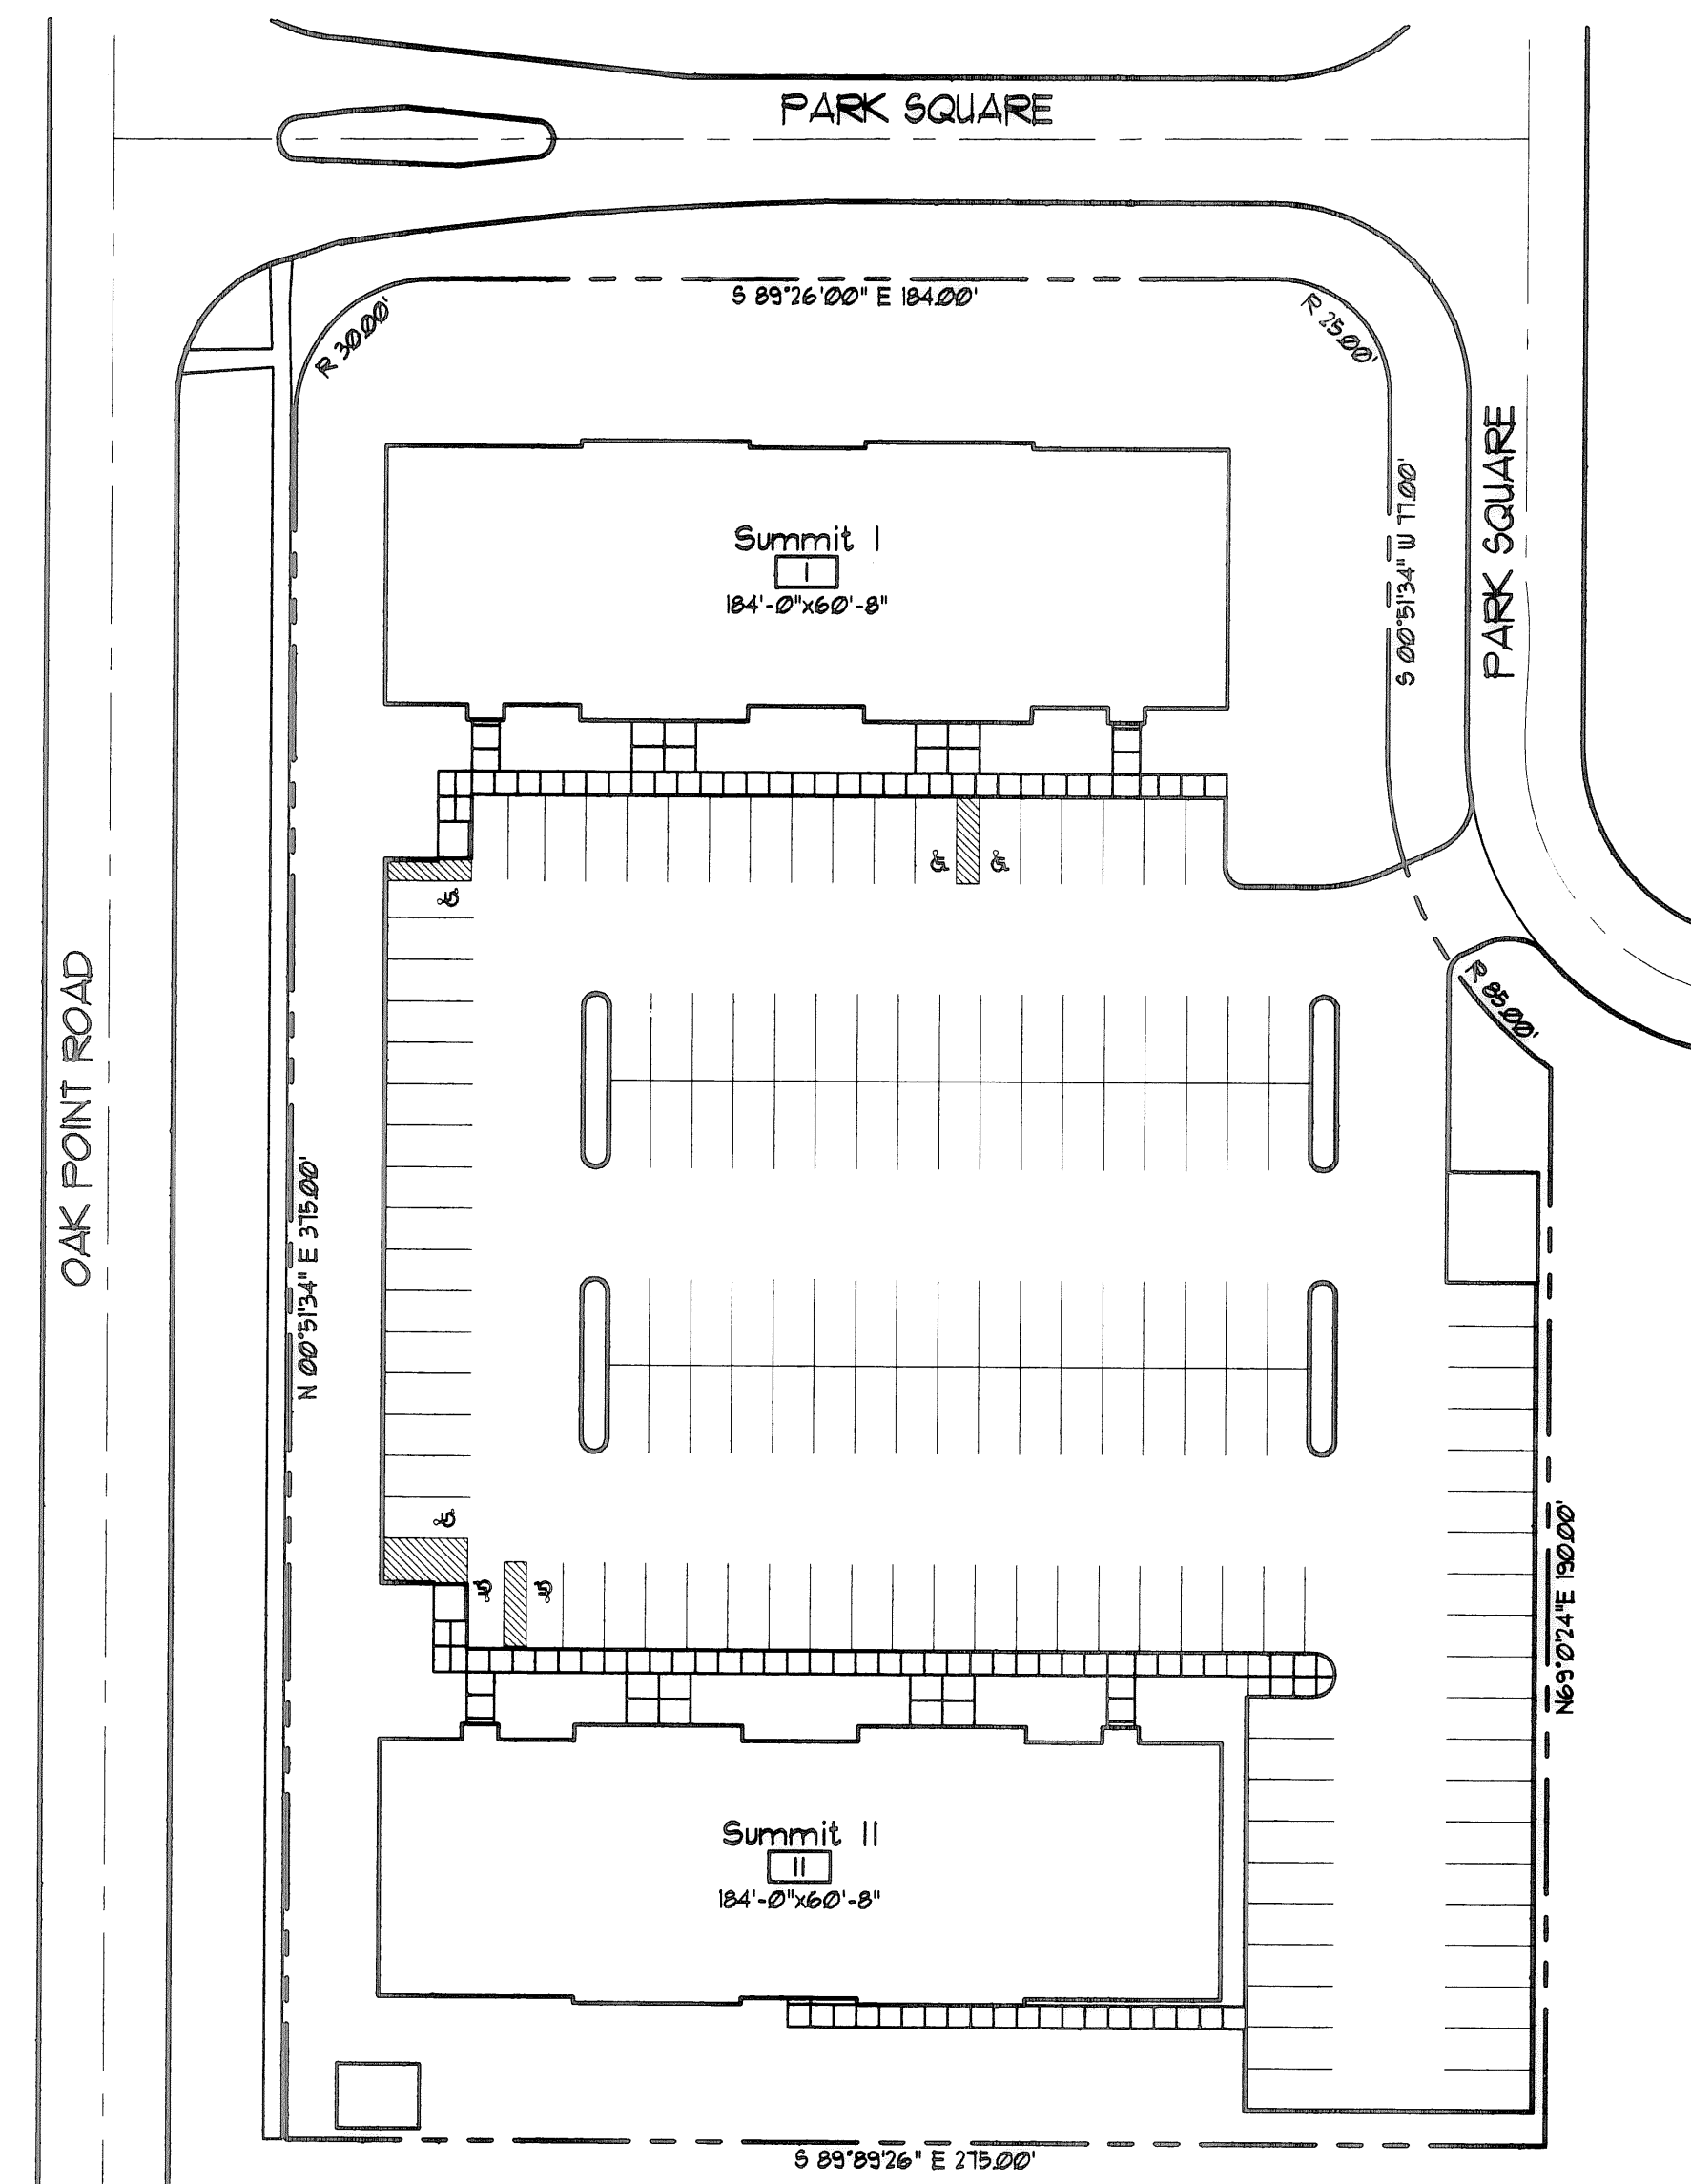 PARK SQUARE
S 89°26'00" E 184.00'
R 30.00'
R 25.00'
Summit I
I
184'-0"x60'-8"
S 00°51'34" W 77.00'
PARK SQUARE
OAK POINT ROAD
R 85.00'
N 00°51'34" E 375.00'
N69°0'24"E 190.00'
Summit II
II
184'-0"x60'-8"
S 89°89'26" E 275.00'